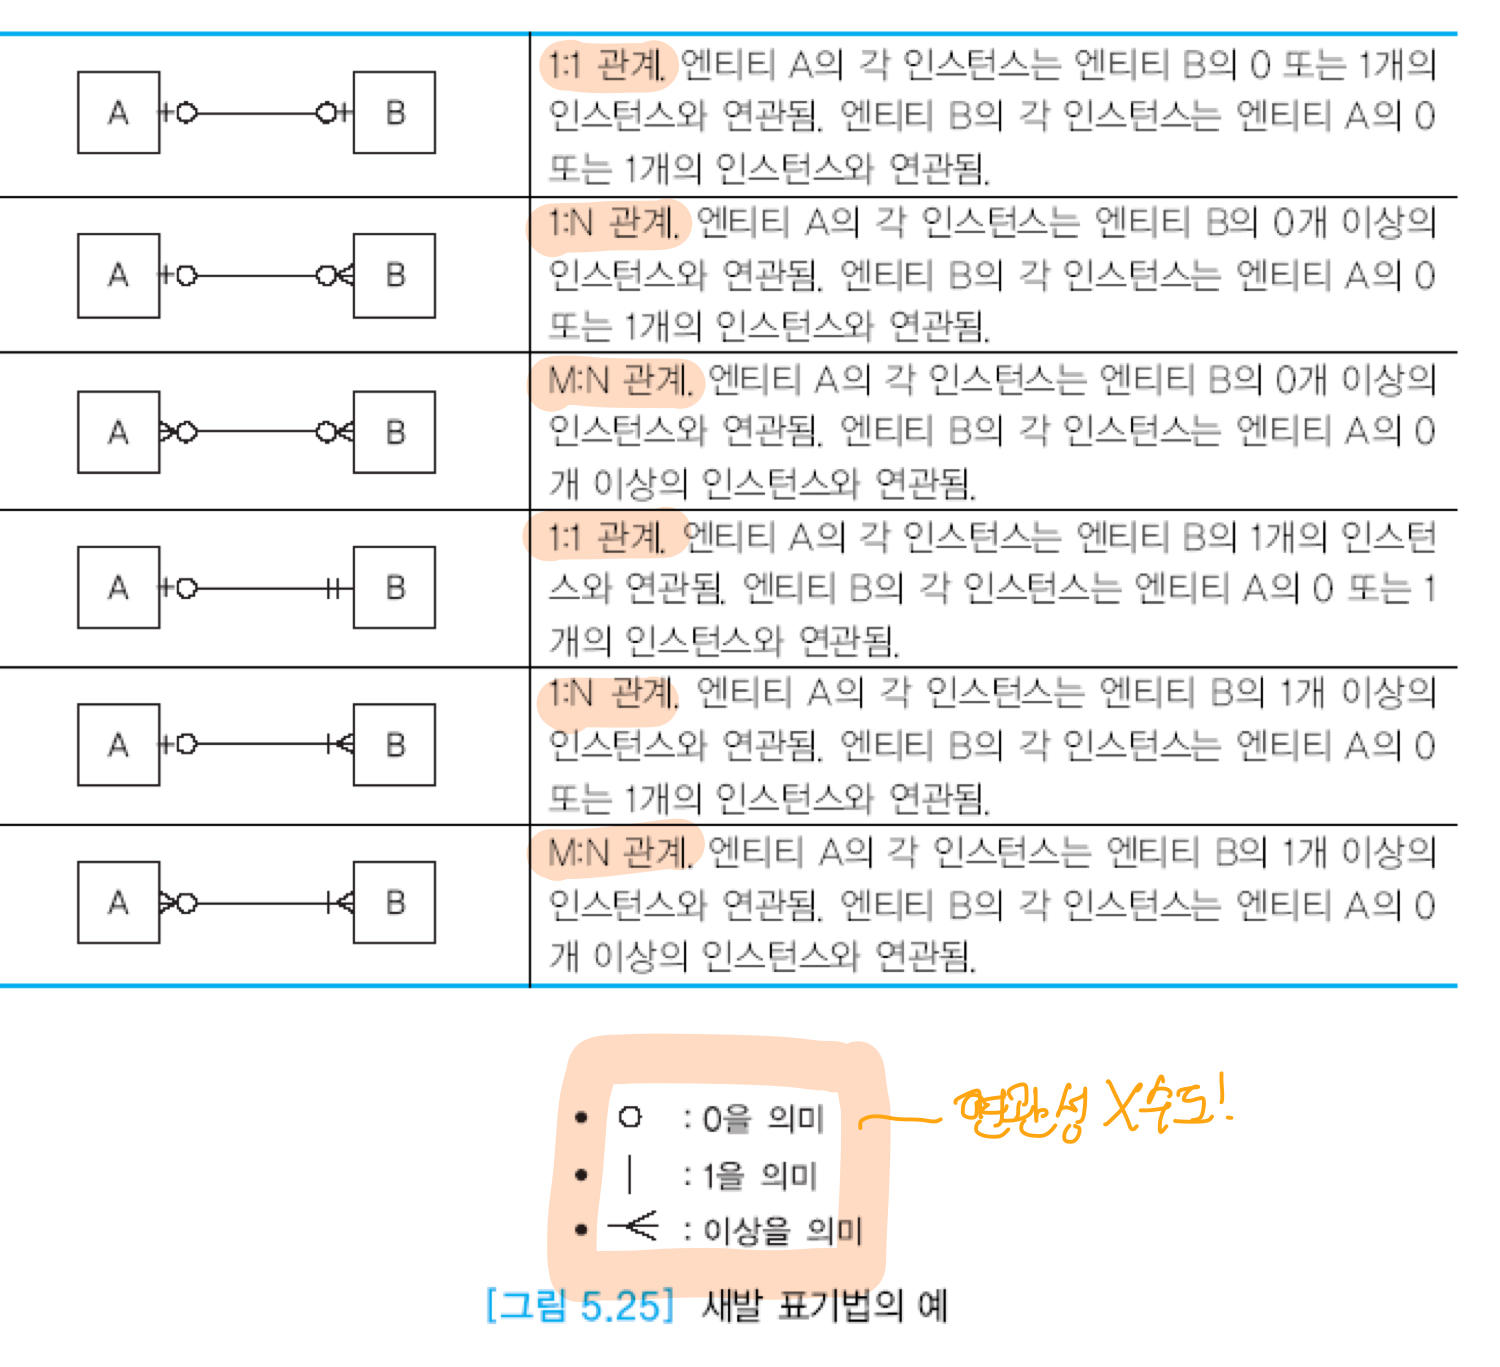 A B
1:1 관계. 엔티티 A의 각 인스턴스는 엔티티 B의 0 또는 1개의
인스턴스와 연관됨. 엔티티 B의 각 인스턴스는 엔티티 A의 0
또는 1개의 인스턴스와 연관됨.
A B
1:N 관계. 엔티티 A의 각 인스턴스는 엔티티 B의 0개 이상의
인스턴스와 연관됨. 엔티티 B의 각 인스턴스는 엔티티 A의 0
또는 1개의 인스턴스와 연관됨.
A B
M:N 관계. 엔티티 A의 각 인스턴스는 엔티티 B의 0개 이상의
인스턴스와 연관됨. 엔티티 B의 각 인스턴스는 엔티티 A의 0
개 이상의 인스턴스와 연관됨.
A B
1:1 관계. 엔티티 A의 각 인스턴스는 엔티티 B의 1개의 인스턴
스와 연관됨. 엔티티 B의 각 인스턴스는 엔티티 A의 0 또는 1
개의 인스턴스와 연관됨.
A B
1:N 관계. 엔티티 A의 각 인스턴스는 엔티티 B의 1개 이상의
인스턴스와 연관됨. 엔티티 B의 각 인스턴스는 엔티티 A의 0
또는 1개의 인스턴스와 연관됨.
A B
M:N 관계. 엔티티 A의 각 인스턴스는 엔티티 B의 1개 이상의
인스턴스와 연관됨. 엔티티 B의 각 인스턴스는 엔티티 A의 0
개 이상의 인스턴스와 연관됨.
• : 0을 의미
연관성 X수도!
• : 1을 의미
• : 이상을 의미
[그림 5.25] 새발 표기법의 예